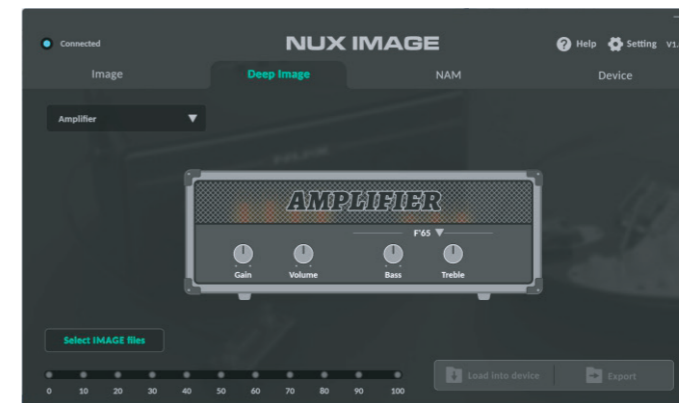 Connected
NUX IMAGE
Help
Setting
V1.
Image
Deep Image
NAM
Device
Amplifier
AMPLIFIER
F'65
Gain
Volume
Bass
Treble
Select IMAGE files
Load into device
Export
0 10 20 30 40 50 60 70 80 90 100